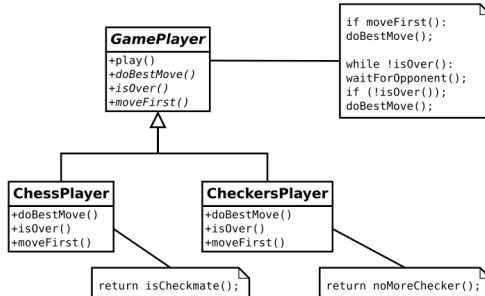 GamePlayer
+play()
+doBestMove()
+isOver()
+moveFirst()
if moveFirst():
doBestMove();
while !isOver():
waitForOpponent();
if (!isOver());
doBestMove();
ChessPlayer
+doBestMove()
+isOver()
+moveFirst()
CheckersPlayer
+doBestMove()
+isOver()
+moveFirst()
return isCheckmate();
return noMoreChecker();